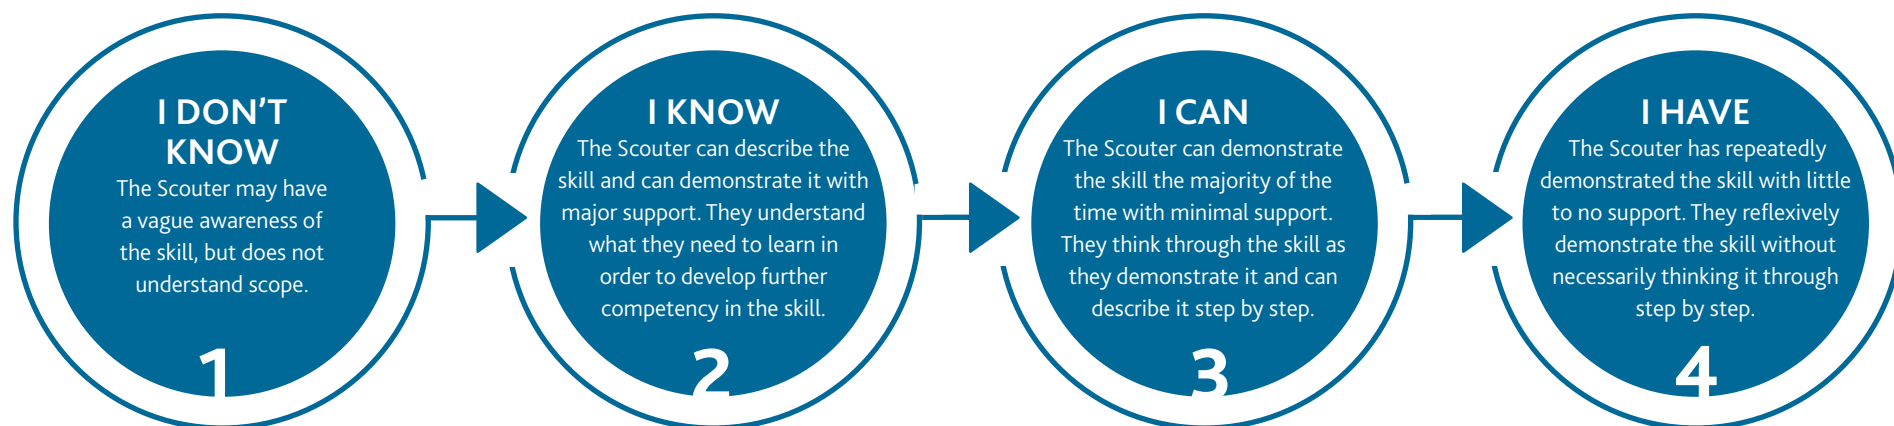 I DON'T
KNOW
The Scouter may have
a vague awareness of
the skill, but does not
understand scope.
1
I KNOW
The Scouter can describe the
skill and can demonstrate it with
major support. They understand
what they need to learn in
order to develop further
competency in the skill.
2
I CAN
The Scouter can demonstrate
the skill the majority of the
time with minimal support.
They think through the skill as
they demonstrate it and can
describe it step by step.
3
I HAVE
The Scouter has repeatedly
demonstrated the skill with little
to no support. They reflexively
demonstrate the skill without
necessarily thinking it through
step by step.
4